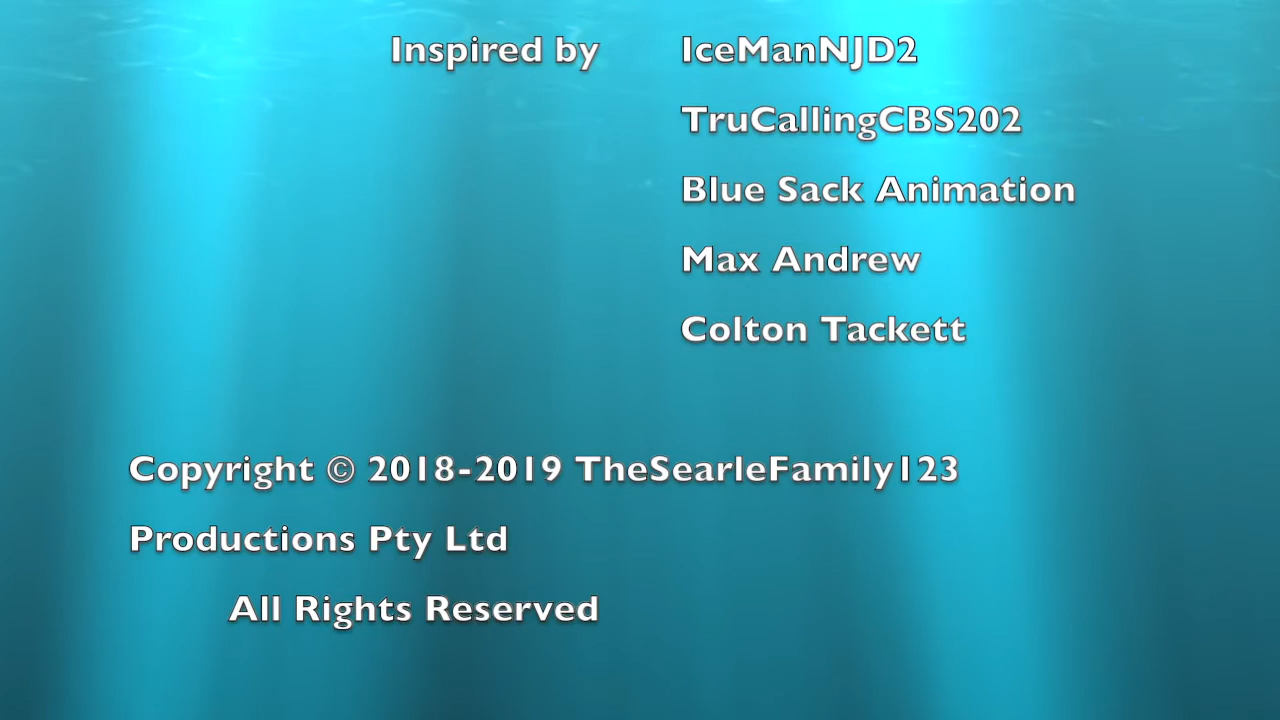 Inspired by IceManNJD2
TruCallingCBS202
Blue Sack Animation
Max Andrew
Colton Tackett
Copyright © 2018-2019 TheSearleFamily123
Productions Pty Ltd
All Rights Reserved